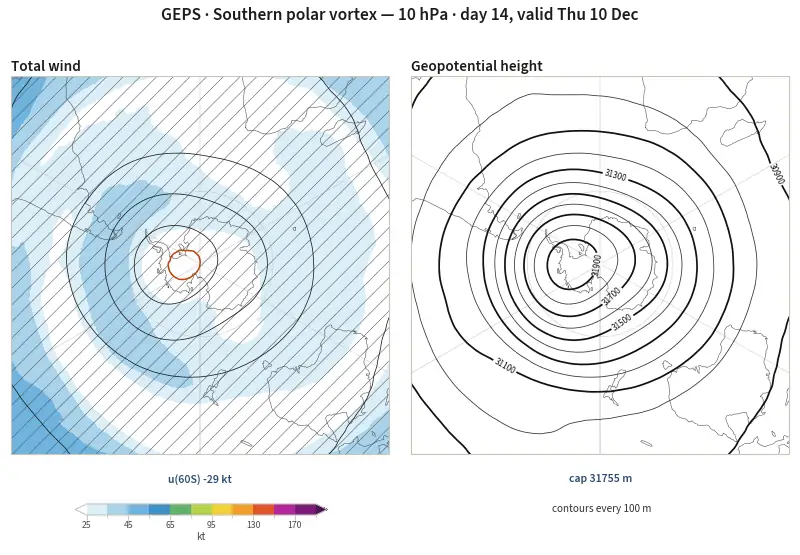 GEPS · Southern polar vortex — 10 hPa · day 14, valid Thu 10 Dec
Total wind
Geopotential height
30900
31300
31900
31700
31500
31100
u(60S) -29 kt
cap 31755 m
contours every 100 m
25 45 65 95 130 170
kt